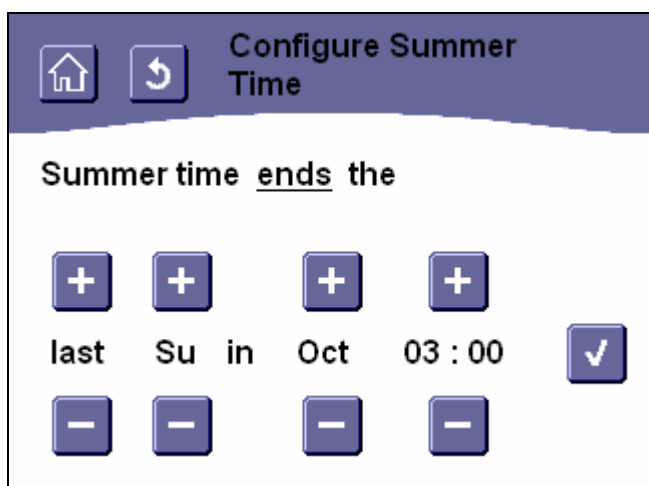 Configure Summer
Time
Summer time ends the
+ + + +
last Su in Oct 03 : 00
− − − −